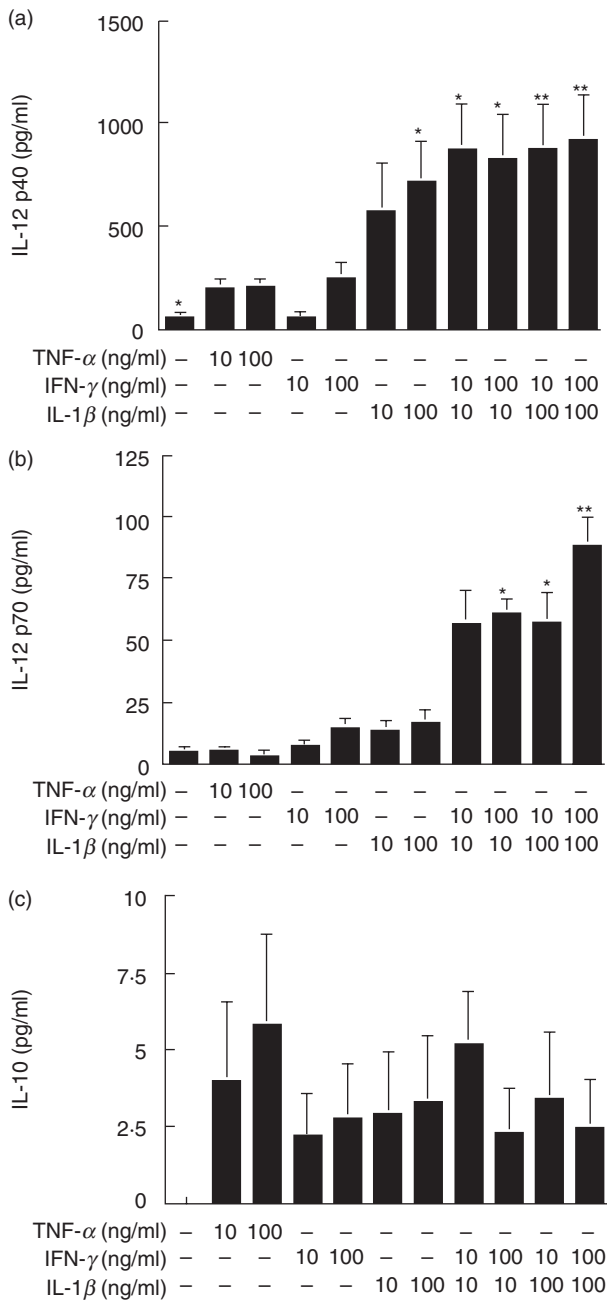 (a)
IL-12 p40 (pg/ml)
1500
1000
500
0
* * * * ** **
TNF-α (ng/ml) – 10 100 – – – – – – – –
IFN-γ (ng/ml) – – – 10 100 – – 10 100 10 100
IL-1β (ng/ml) – – – – – 10 100 10 10 100 100
(b)
IL-12 p70 (pg/ml)
125
100
75
50
25
0
* * **
TNF-α (ng/ml) – 10 100 – – – – – – – –
IFN-γ (ng/ml) – – – 10 100 – – 10 100 10 100
IL-1β (ng/ml) – – – – – 10 100 10 10 100 100
(c)
IL-10 (pg/ml)
10
7·5
5
2·5
0
TNF-α (ng/ml) – 10 100 – – – – – – – –
IFN-γ (ng/ml) – – – 10 100 – – 10 100 10 100
IL-1β (ng/ml) – – – – – 10 100 10 10 100 100